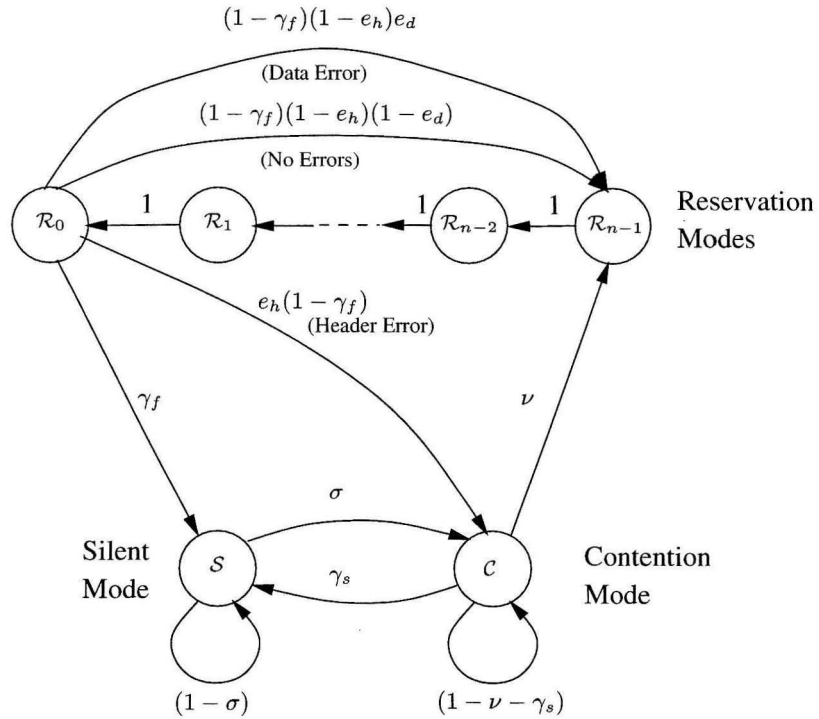 (1-γ_f)(1-e_h)e_d
(Data Error)
(1-γ_f)(1-e_h)(1-e_d)
(No Errors)
R_0
1
R_1
1
R_{n-2}
1
R_{n-1}
Reservation
Modes
e_h(1-γ_f)
(Header Error)
γ_f
ν
σ
Silent
Mode
S
γ_s
C
Contention
Mode
(1-σ)
(1-ν-γ_s)